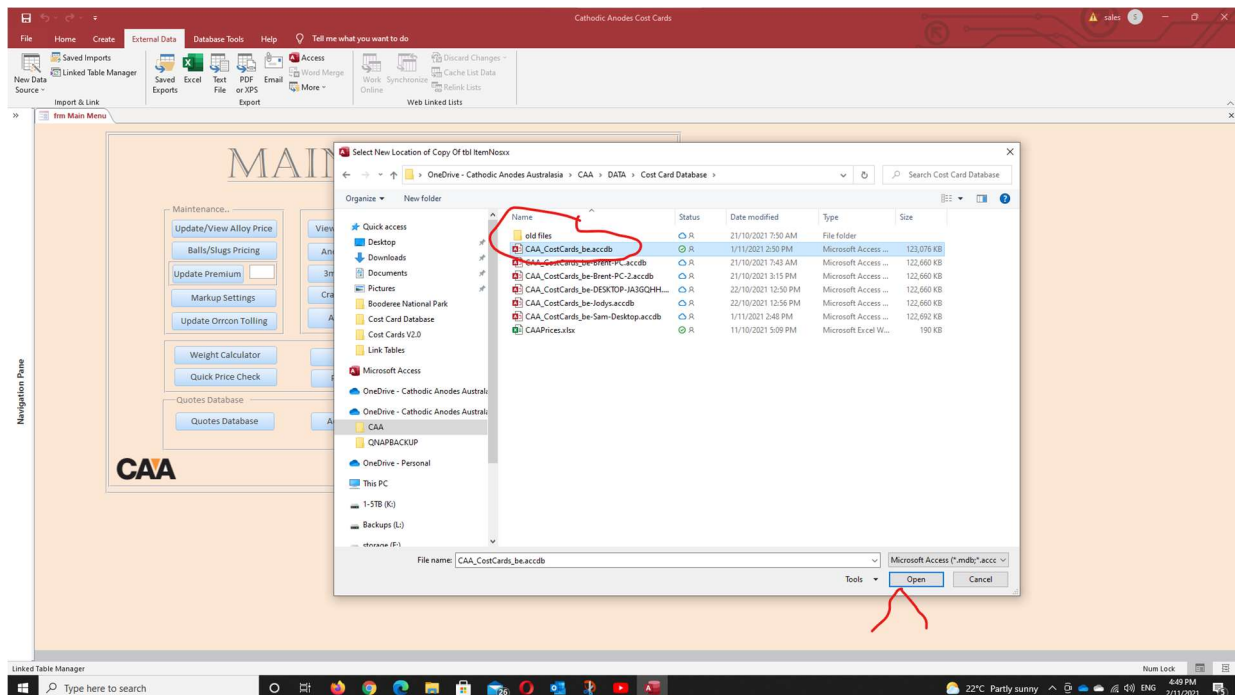 Cathodic Anodes Cost Cards
sales
S
File Home Create External Data Database Tools Help Tell me what you want to do
New Data Source
Saved Imports
Linked Table Manager
Import & Link
Saved Exports
Excel
Text File
PDF or XPS
Email
Access
Word Merge
More
Export
Work Online
Synchronize
Discard Changes
Cache List Data
Relink Lists
Web Linked Lists
frm Main Menu
Navigation Pane
MAIN
Maintenance..
Update/View Alloy Price
Balls/Slugs Pricing
Update Premium
Markup Settings
Update Orrcon Tolling
View
An
3m
Cra
A
Weight Calculator
Quick Price Check
Quotes Database
Quotes Database
CAA
Select New Location of Copy Of tbl ItemNosxx
OneDrive - Cathodic Anodes Australasia › CAA › DATA › Cost Card Database ›
Search Cost Card Database
Organize New folder
Quick access
Desktop
Downloads
Documents
Pictures
Booderee National Park
Cost Card Database
Cost Cards V2.0
Link Tables
Microsoft Access
OneDrive - Cathodic Anodes Australa
OneDrive - Cathodic Anodes Australa
CAA
QNAPBACKUP
OneDrive - Personal
This PC
1-5TB (K:)
Backups (L:)
storage (F:)
Name Status Date modified Type Size
old files 21/10/2021 7:50 AM File folder
CAA_CostCards_be.accdb 1/11/2021 2:50 PM Microsoft Access ... 123,076 KB
CAA_CostCards_be-Brent-PC.accdb 21/10/2021 7:43 AM Microsoft Access ... 122,660 KB
CAA_CostCards_be-Brent-PC-2.accdb 21/10/2021 3:15 PM Microsoft Access ... 122,660 KB
CAA_CostCards_be-DESKTOP-JA3GQHH.... 22/10/2021 12:50 PM Microsoft Access ... 122,660 KB
CAA_CostCards_be-Jodys.accdb 22/10/2021 12:56 PM Microsoft Access ... 122,660 KB
CAA_CostCards_be-Sam-Desktop.accdb 1/11/2021 2:48 PM Microsoft Access ... 122,692 KB
CAAPrices.xlsx 11/10/2021 5:09 PM Microsoft Excel W... 190 KB
File name: CAA_CostCards_be.accdb
Microsoft Access (*.mdb;*.accc
Tools Open Cancel
Linked Table Manager
Num Lock
Type here to search
26
22°C Partly sunny
ENG
4:49 PM
2/11/2021